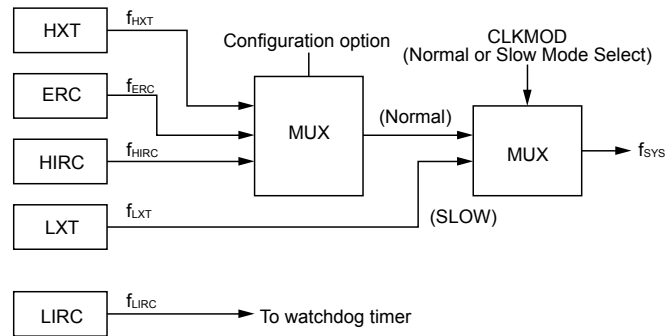 HXT
fHXT
Configuration option
CLKMOD
(Normal or Slow Mode Select)
ERC
fERC
MUX
(Normal)
HIRC
fHIRC
MUX
fSYS
LXT
fLXT
(SLOW)
LIRC
fLIRC
To watchdog timer